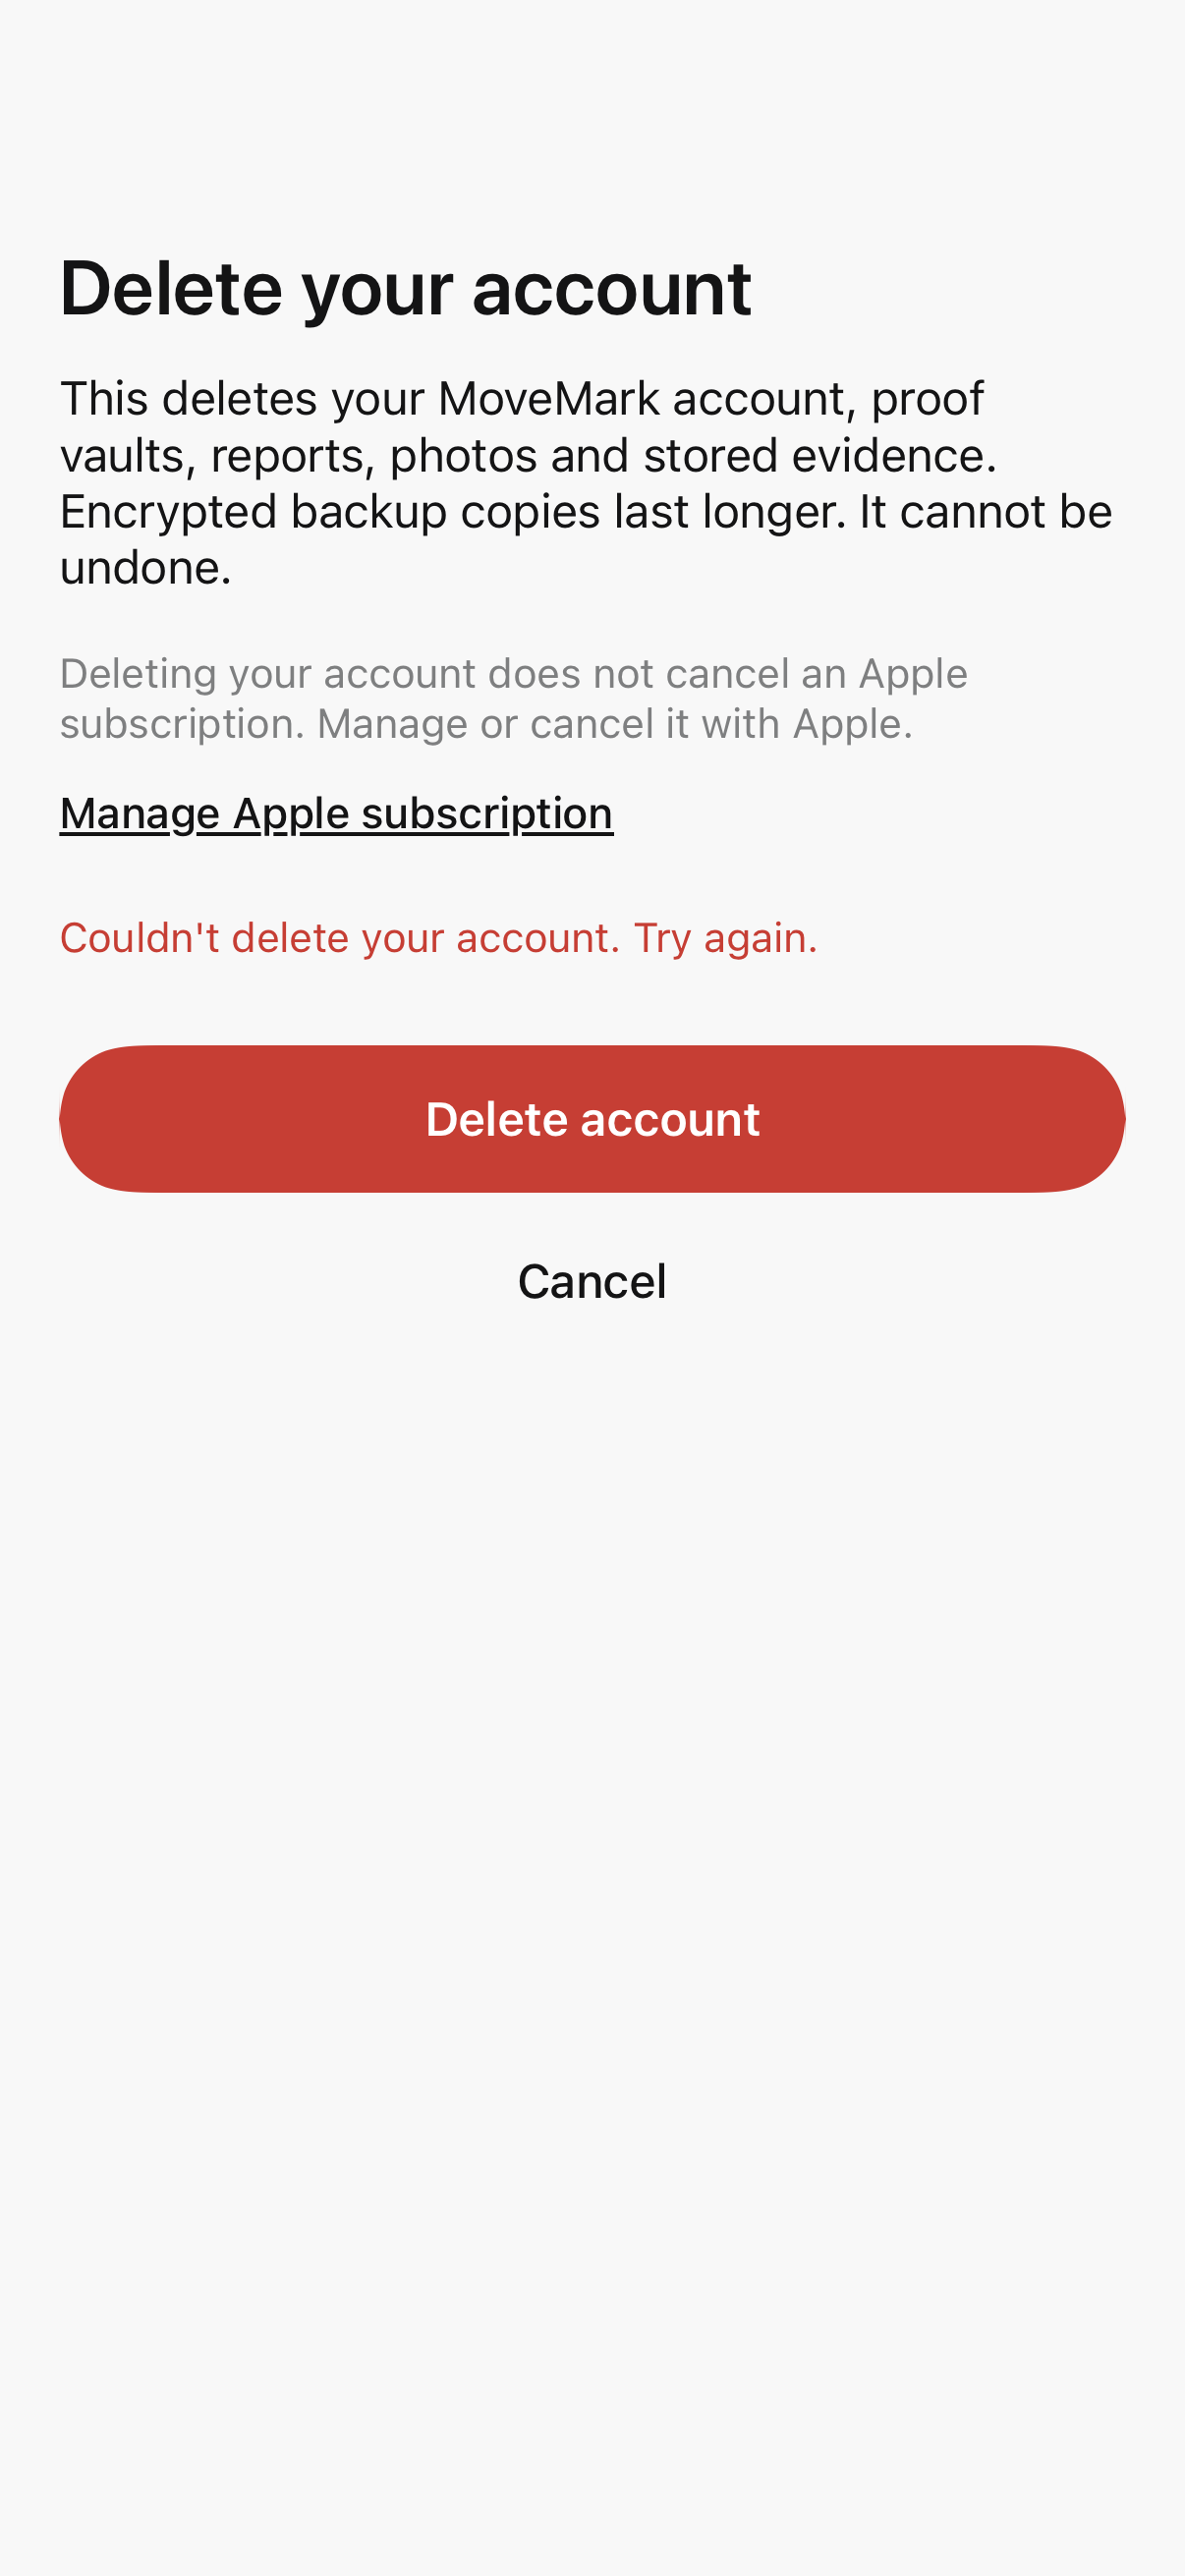 Delete your account
This deletes your MoveMark account, proof
vaults, reports, photos and stored evidence.
Encrypted backup copies last longer. It cannot be
undone.
Deleting your account does not cancel an Apple
subscription. Manage or cancel it with Apple.
Manage Apple subscription
Couldn't delete your account. Try again.
Delete account
Cancel